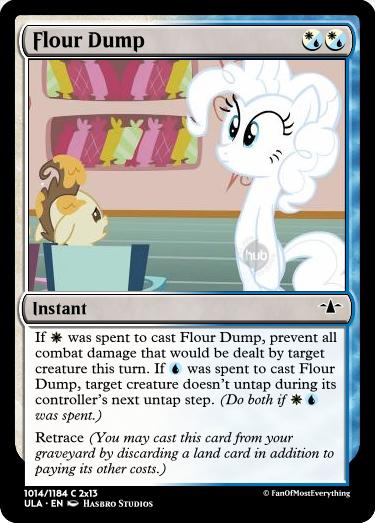 Flour Dump
hub
Instant
If was spent to cast Flour Dump, prevent all
combat damage that would be dealt by target
creature this turn. If was spent to cast Flour
Dump, target creature doesn't untap during its
controller's next untap step. (Do both if
was spent.)
Retrace (You may cast this card from your
graveyard by discarding a land card in addition to
paying its other costs.)
1014/1184 C 2x13
ULA • EN Hasbro Studios
© FanOfMostEverything